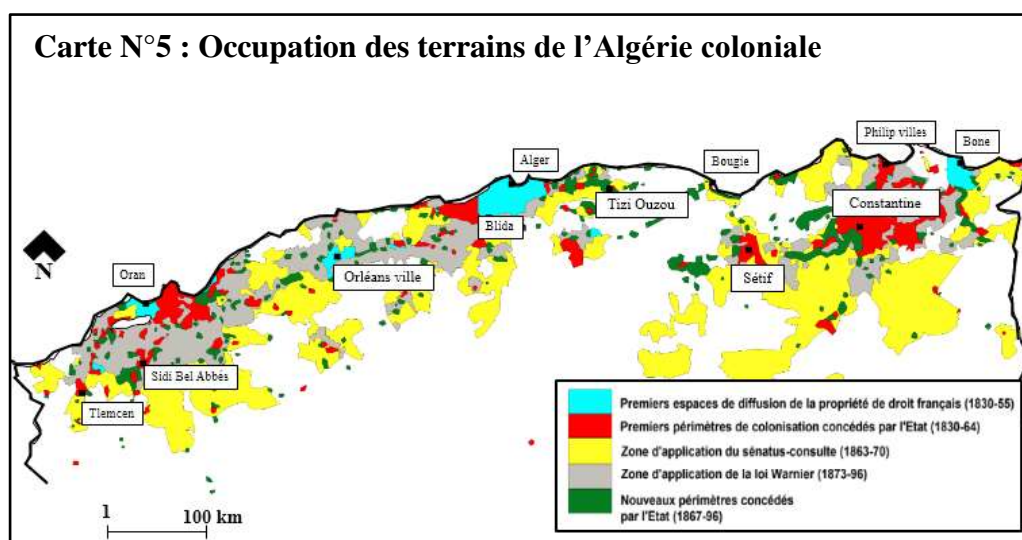 Carte N°5 : Occupation des terrains de l'Algérie coloniale
Philip villes
Bone
Alger
Bougie
Tizi Ouzou
Constantine
Blida
Oran
Orléans ville
Sétif
N
Sidi Bel Abbés
Tlemcen
Premiers espaces de diffusion de la propriété de droit français (1830-55)
Premiers périmètres de colonisation concédés par l'Etat (1830-64)
Zone d'application du sénatus-consulte (1863-70)
Zone d'application de la loi Warnier (1873-96)
Nouveaux périmètres concédés
par l'Etat (1867-96)
1
100 km